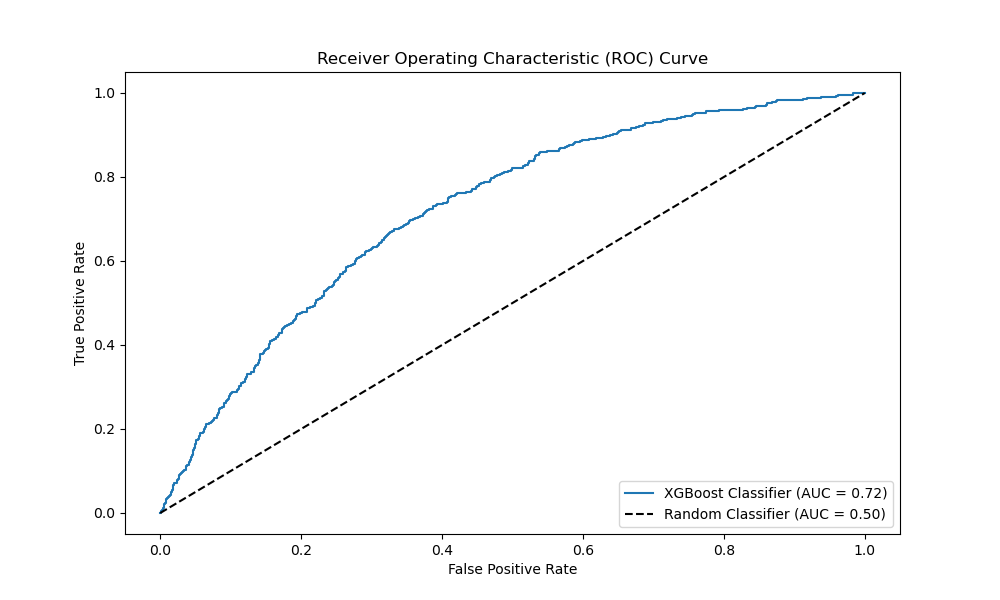 Receiver Operating Characteristic (ROC) Curve
1.0
0.8
0.6
0.4
0.2
0.0
True Positive Rate
XGBoost Classifier (AUC = 0.72)
Random Classifier (AUC = 0.50)
0.0 0.2 0.4 0.6 0.8 1.0
False Positive Rate